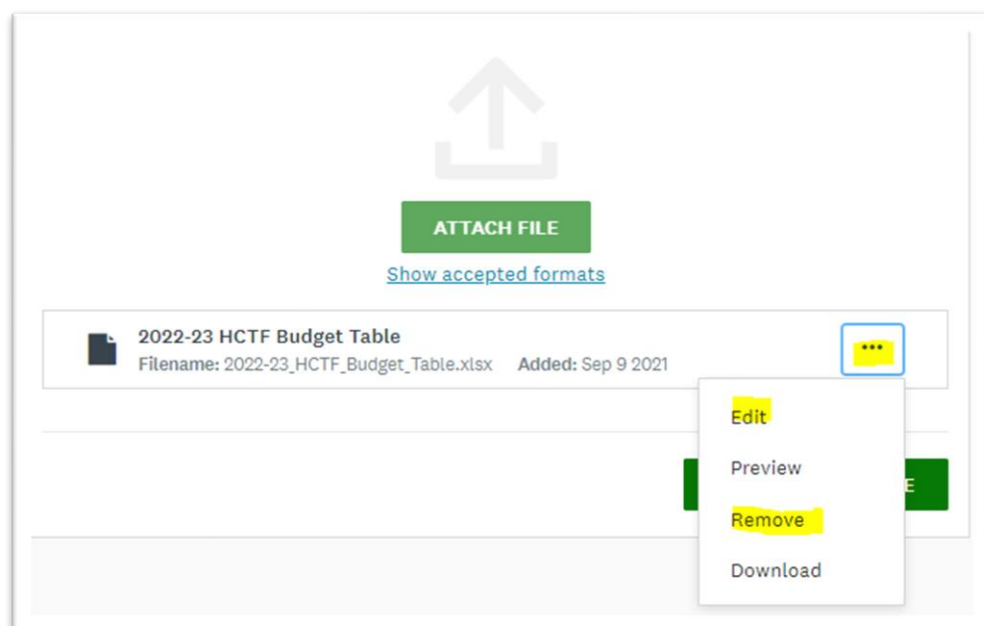 ATTACH FILE
Show accepted formats
2022-23 HCTF Budget Table
Filename: 2022-23_HCTF_Budget_Table.xlsx Added: Sep 9 2021
...
Edit
Preview
Remove
Download